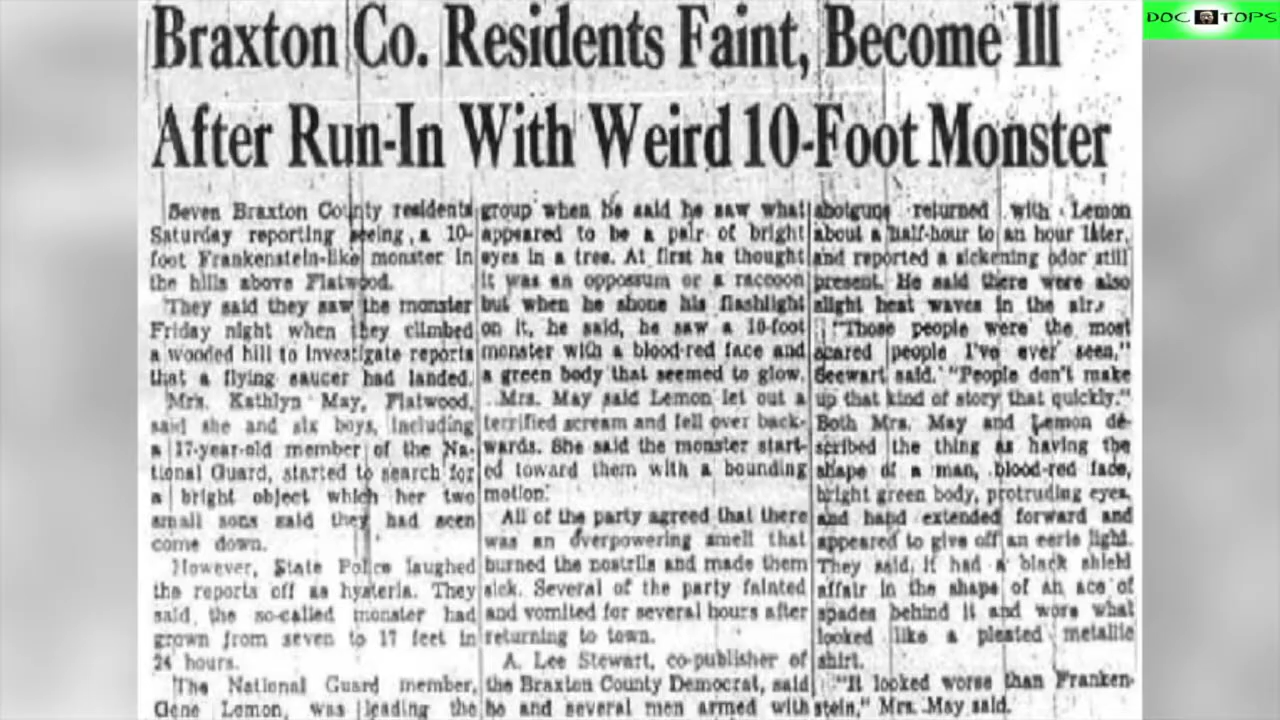 DOC TOPS
Braxton Co. Residents Faint, Become Ill
After Run-In With Weird 10-Foot Monster
Seven Braxton County residents
Saturday reporting seeing a 10-
foot Frankenstein-like monster in
the hills above Flatwood.
They said they saw the monster
Friday night when they climbed
a wooded hill to investigate reports
that a flying saucer had landed.
Mrs. Kathlyn May, Flatwood,
said she and six boys, including
a 17-year-old member of the Na-
tional Guard, started to search for
a bright object which her two
small sons said they had seen
come down.
However, State Police laughed
the reports off as hysteria. They
said, the so-called monster had
grown from seven to 17 feet in
24 hours.
The National Guard member,
Gene Lemon, was leading the
group when he said he saw what
appeared to be a pair of bright
eyes in a tree. At first he thought
it was an oppossum or a raccoon
but when he shone his flashlight
on it, he said, he saw a 10-foot
monster with a blood-red face and
a green body that seemed to glow.
Mrs. May said Lemon let out a
terrified scream and fell over back-
wards. She said the monster start-
ed toward them with a bounding
motion.
All of the party agreed that there
was an overpowering smell that
burned the nostrils and made them
sick. Several of the party fainted
and vomited for several hours after
returning to town.
A. Lee Stewart, co-publisher of
the Braxton County Democrat, said
he and several men armed with
shotguns returned with Lemon
about a half-hour to an hour later,
and reported a sickening odor still
present. He said there were also
slight heat waves in the air.
"Those people were the most
scared people I've ever seen,"
Seewart said. "People don't make
up that kind of story that quickly."
Both Mrs. May and Lemon de-
scribed the thing as having the
shape of a man, blood-red face,
bright green body, protruding eyes,
and hand extended forward and
appeared to give off an eerie light.
They said, it had a black shield
affair in the shape of an ace of
spades behind it and wore what
looked like a pleated metallic
shirt.
"It looked worse than Franken-
stein," Mrs. May said.